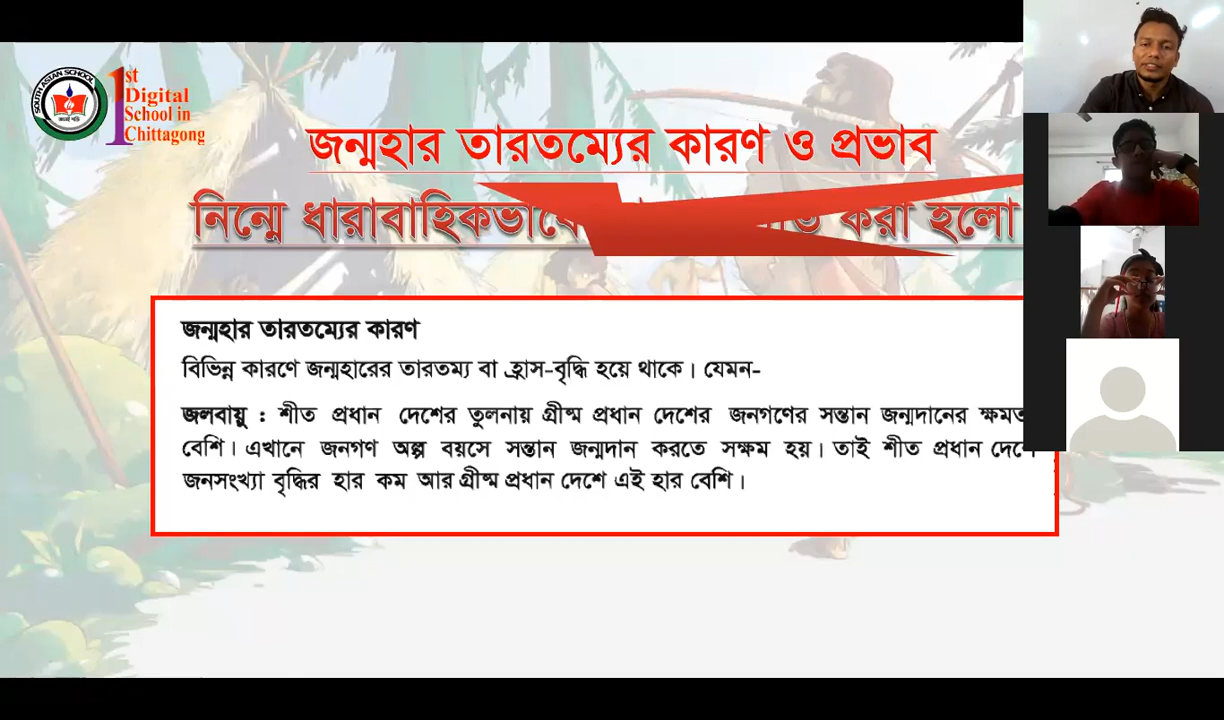 SOUTH ASIAN SCHOOL
1st
Digital
School in
Chittagong
জন্মহার তারতম্যের কারণ ও প্রভাব
নিম্মে ধারাবাহিকভাবে করা হলো
জন্মহার তারতম্যের কারণ
বিভিন্ন কারণে জন্মহারের তারতম্য বা হ্রাস-বৃদ্ধি হয়ে থাকে। যেমন-
জলবায়ু : শীত প্রধান দেশের তুলনায় গ্রীষ্ম প্রধান দেশের জনগণের সন্তান জন্মদানের ক্ষমতা
বেশি। এখানে জনগণ অল্প বয়সে সন্তান জন্মদান করতে সক্ষম হয়। তাই শীত প্রধান দেশে
জনসংখ্যা বৃদ্ধির হার কম আর গ্রীষ্ম প্রধান দেশে এই হার বেশি।